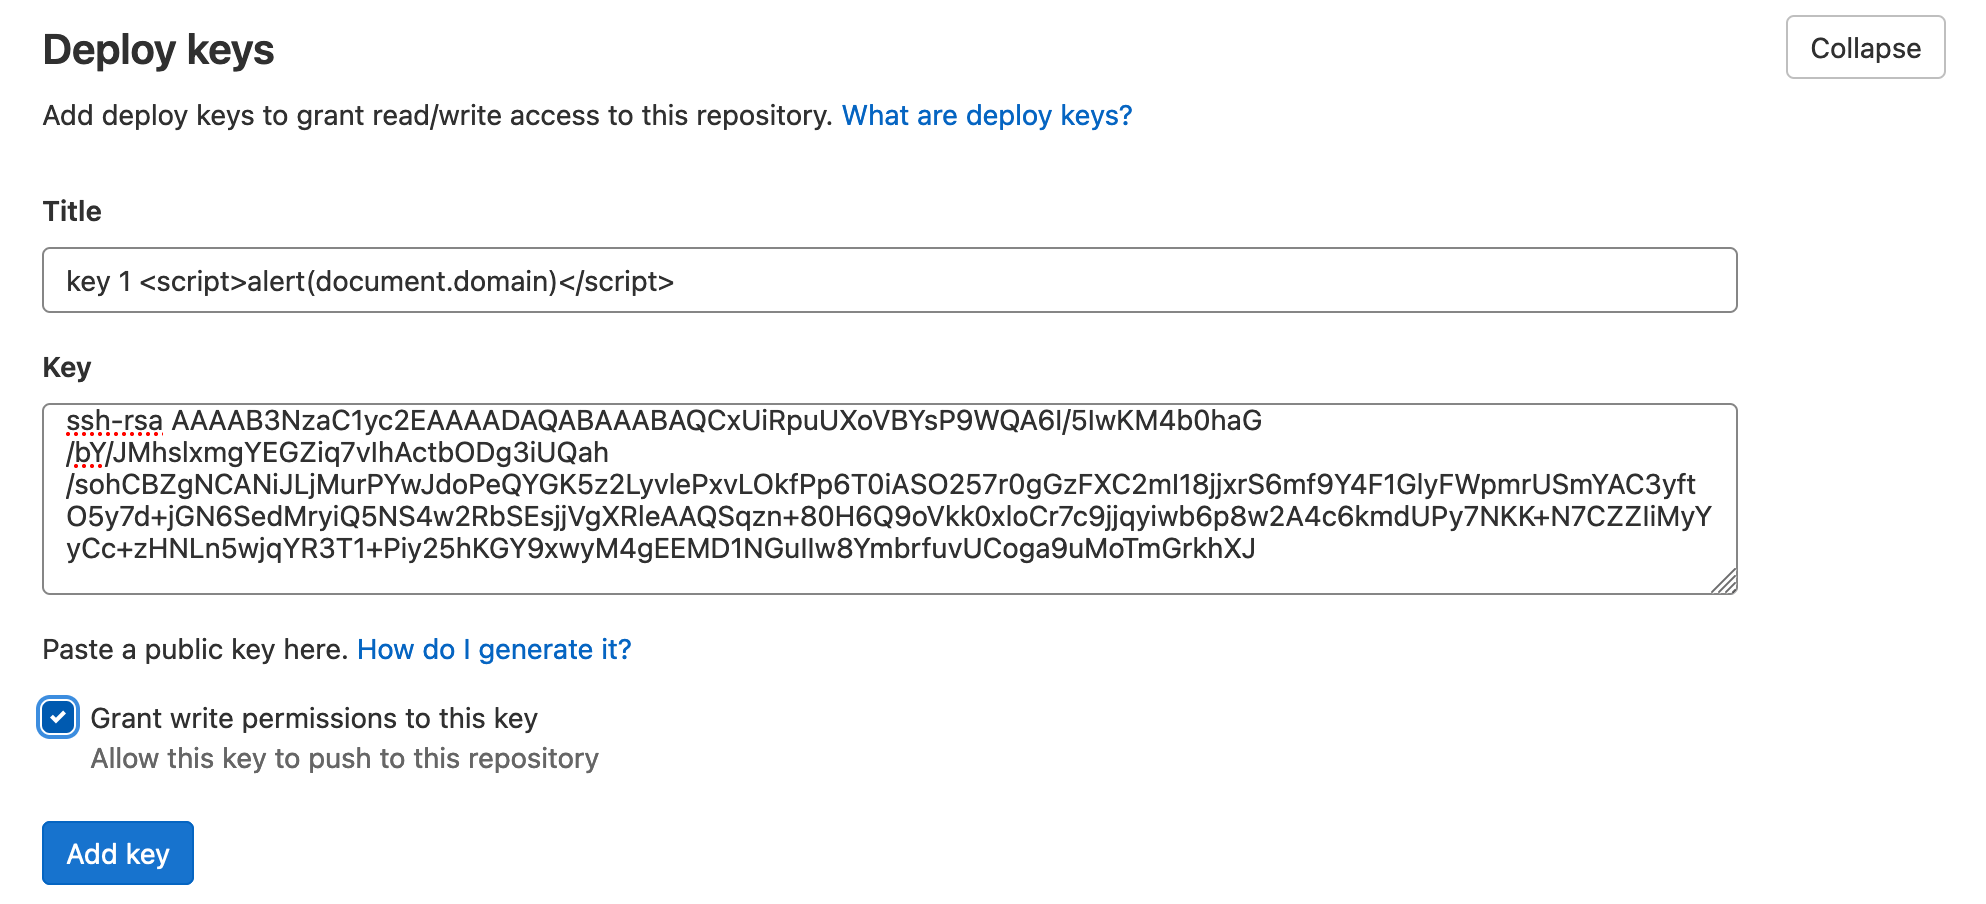 Deploy keys
Collapse
Add deploy keys to grant read/write access to this repository. What are deploy keys?
Title
key 1 <script>alert(document.domain)</script>
Key
ssh-rsa AAAAB3NzaC1yc2EAAAADAQABAAABAQCxUiRpuUXoVBYsP9WQA6I/5IwKM4b0haG
/bY/JMhslxmgYEGZiq7vlhActbODg3iUQah
/sohCBZgNCANiJLjMurPYwJdoPeQYGK5z2LyvlePxvLOkfPp6T0iASO257r0gGzFXC2mI18jjxrS6mf9Y4F1GlyFWpmrUSmYAC3yft
O5y7d+jGN6SedMryiQ5NS4w2RbSEsjjVgXRleAAQSqzn+80H6Q9oVkk0xloCr7c9jjqyiwb6p8w2A4c6kmdUPy7NKK+N7CZZIiMyY
yCc+zHNLn5wjqYR3T1+Piy25hKGY9xwyM4gEEMD1NGuIIw8YmbrfuvUCoga9uMoTmGrkhXJ
Paste a public key here. How do I generate it?
Grant write permissions to this key
Allow this key to push to this repository
Add key